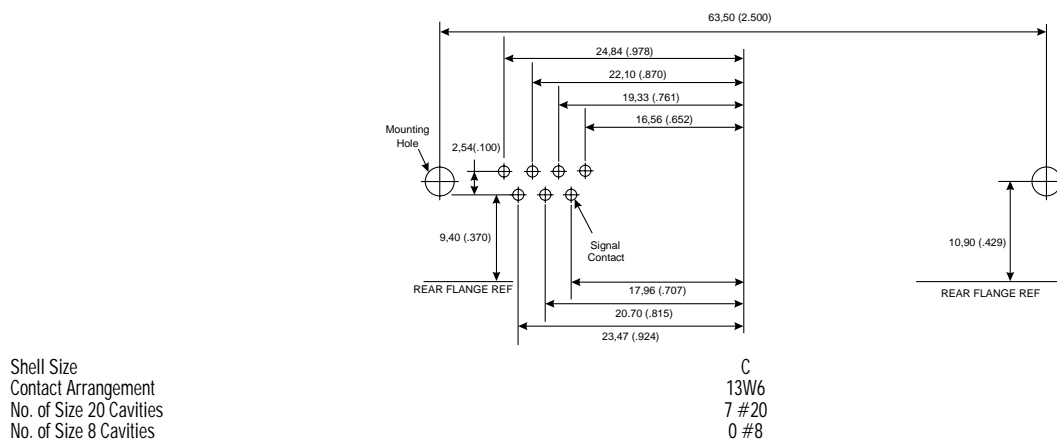 63,50 (2.500)
24,84 (.978)
22,10 (.870)
19,33 (.761)
16,56 (.652)
Mounting
Hole
2,54(.100)
9,40 (.370)
Signal
Contact
10,90 (.429)
REAR FLANGE REF
17,96 (.707)
REAR FLANGE REF
20.70 (.815)
23,47 (.924)
Shell Size C
Contact Arrangement 13W6
No. of Size 20 Cavities 7 #20
No. of Size 8 Cavities 0 #8